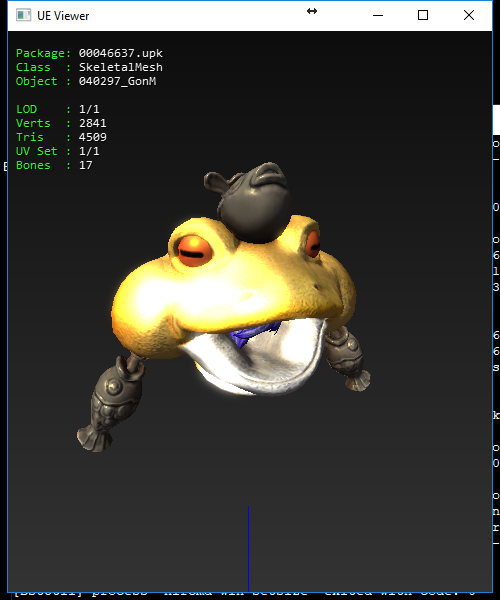 UE Viewer
Package: 00046637.upk
Class : SkeletalMesh
Object : 040297_GonM
LOD : 1/1
Verts : 2841
Tris : 4509
UV Set : 1/1
Bones : 17